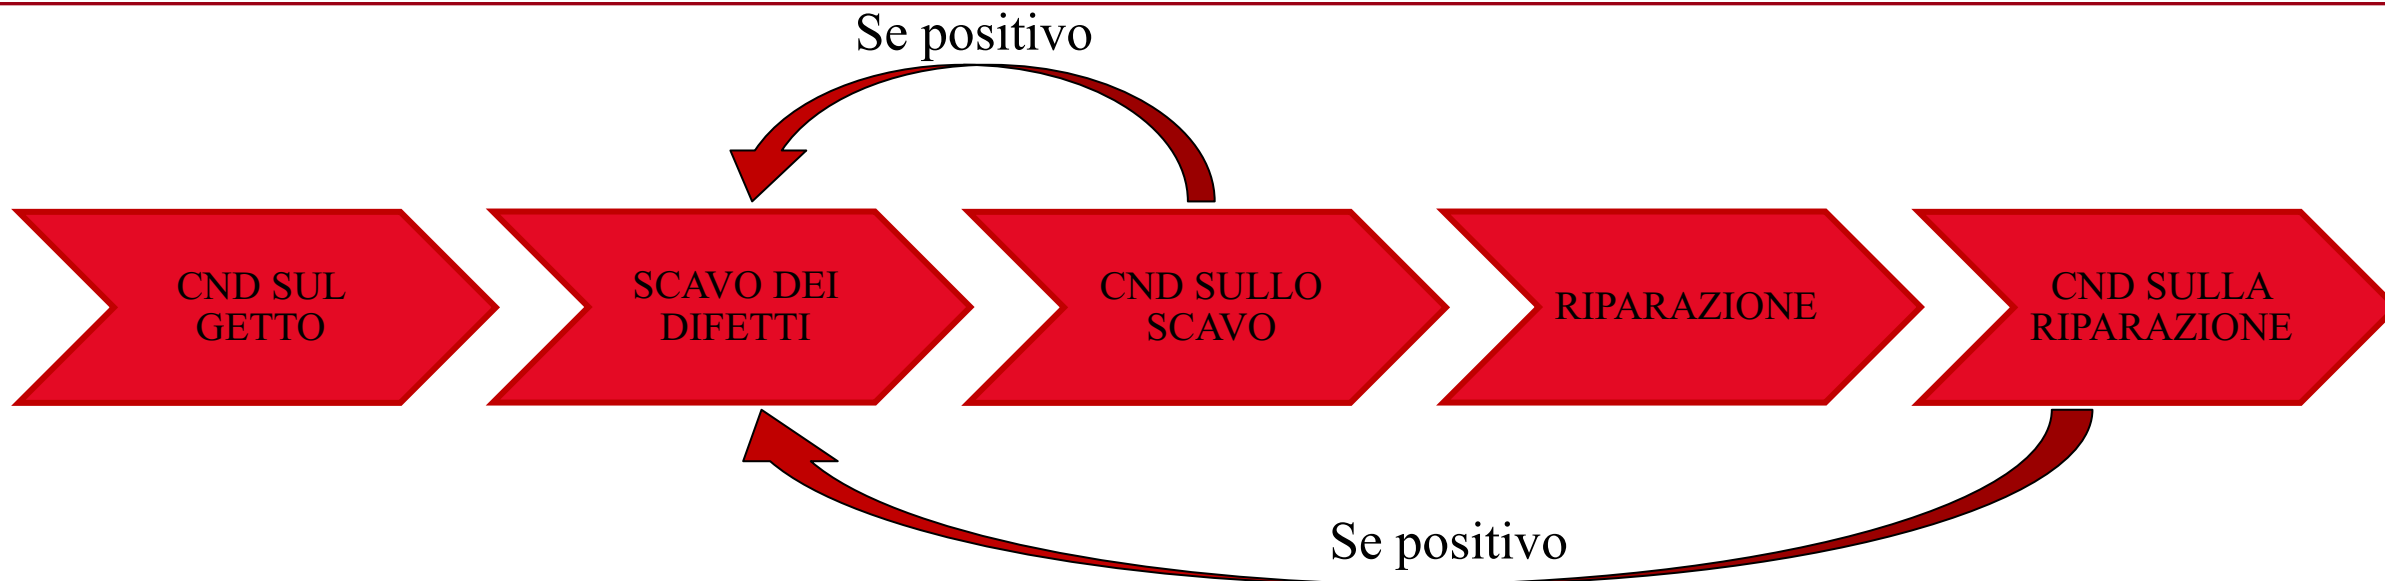 Se positivo
CND SUL
GETTO
SCAVO DEI
DIFETTI
CND SULLO
SCAVO
RIPARAZIONE
CND SULLA
RIPARAZIONE
Se positivo